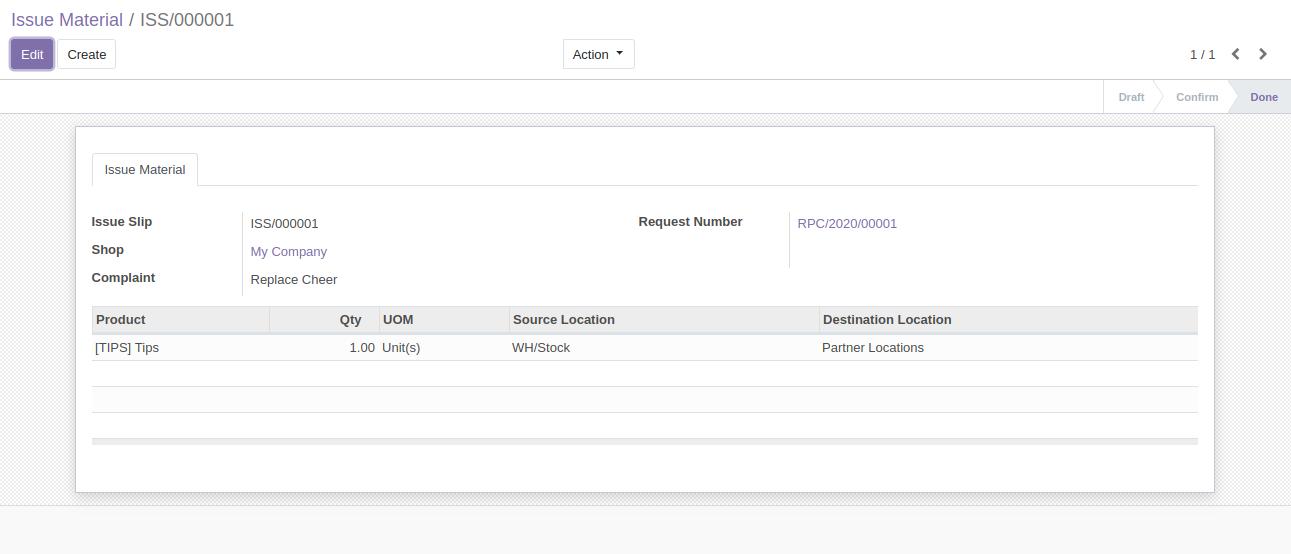 Issue Material / ISS/000001
Edit Create Action 1 / 1
Draft Confirm Done
Issue Material
Issue Slip ISS/000001 Request Number RPC/2020/00001
Shop My Company
Complaint Replace Cheer
Product Qty UOM Source Location Destination Location
[TIPS] Tips 1.00 Unit(s) WH/Stock Partner Locations